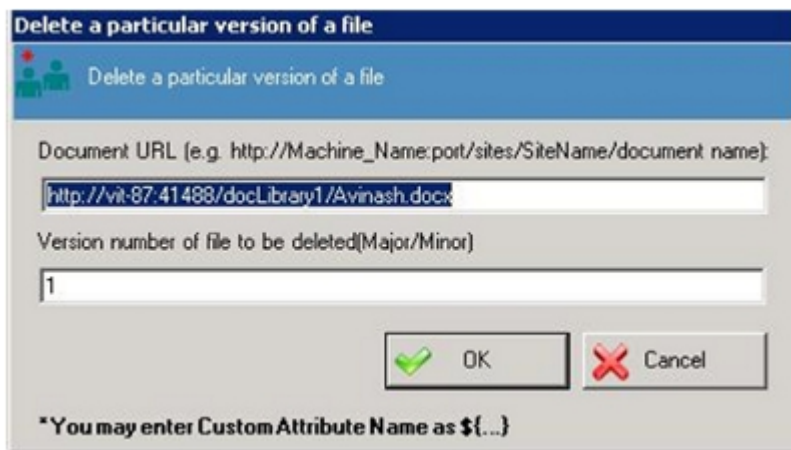 Delete a particular version of a file
Delete a particular version of a file
Document URL (e.g. http://Machine_Name:port/sites/SiteName/document name):
http://vit-87:41488/docLibrary1/Avinash.docx
Version number of file to be deleted(Major/Minor)
1
OK Cancel
*You may enter Custom Attribute Name as ${...}